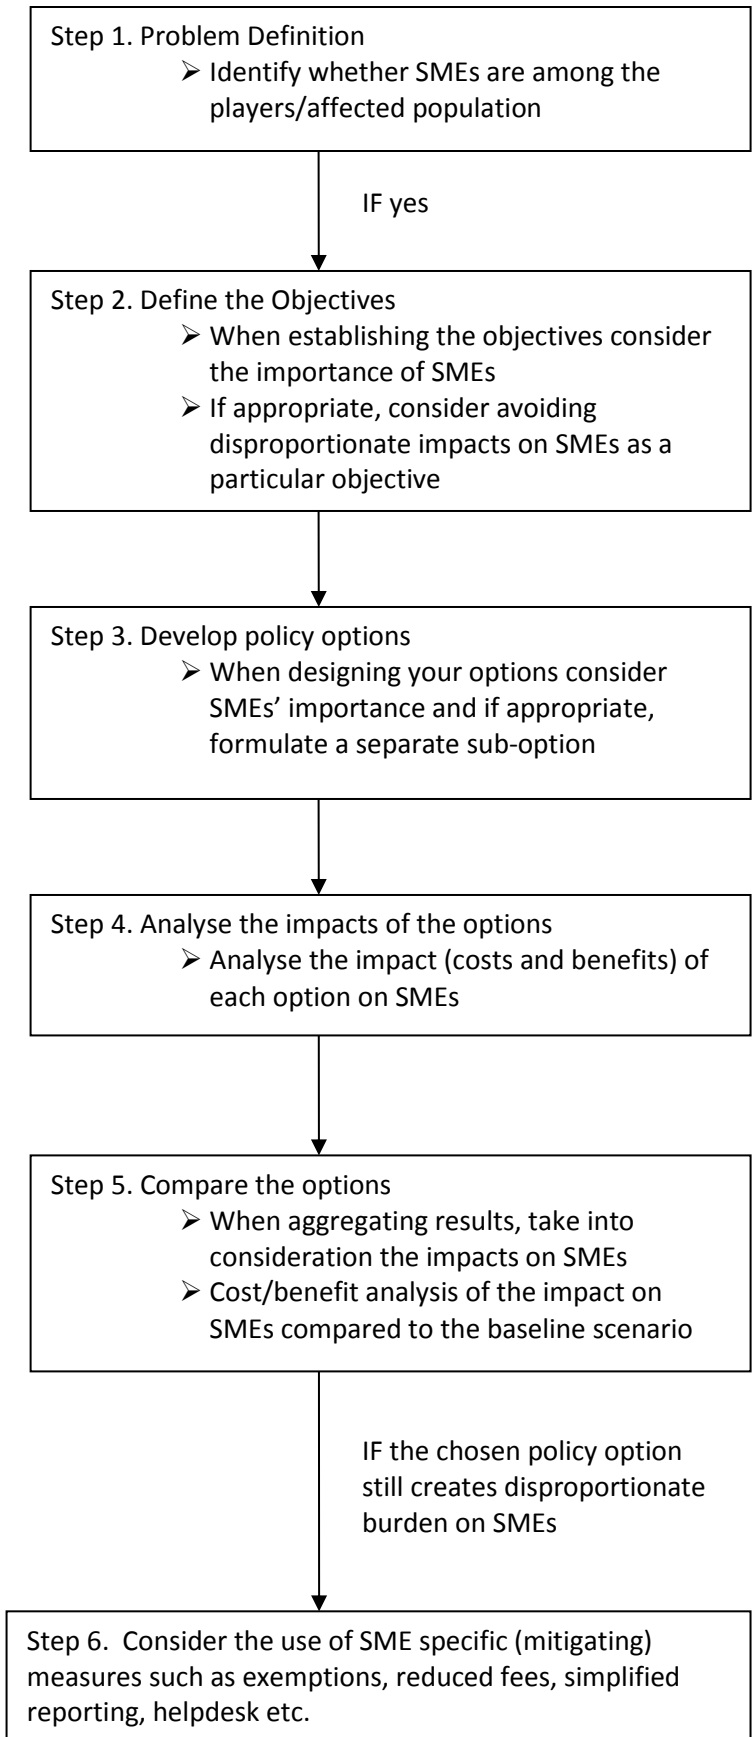 Step 1. Problem Definition
➢ Identify whether SMEs are among the
players/affected population
IF yes
Step 2. Define the Objectives
➢ When establishing the objectives consider
the importance of SMEs
➢ If appropriate, consider avoiding
disproportionate impacts on SMEs as a
particular objective
Step 3. Develop policy options
➢ When designing your options consider
SMEs’ importance and if appropriate,
formulate a separate sub-option
Step 4. Analyse the impacts of the options
➢ Analyse the impact (costs and benefits) of
each option on SMEs
Step 5. Compare the options
➢ When aggregating results, take into
consideration the impacts on SMEs
➢ Cost/benefit analysis of the impact on
SMEs compared to the baseline scenario
IF the chosen policy option
still creates disproportionate
burden on SMEs
Step 6.  Consider the use of SME specific (mitigating)
measures such as exemptions, reduced fees, simplified
reporting, helpdesk etc.